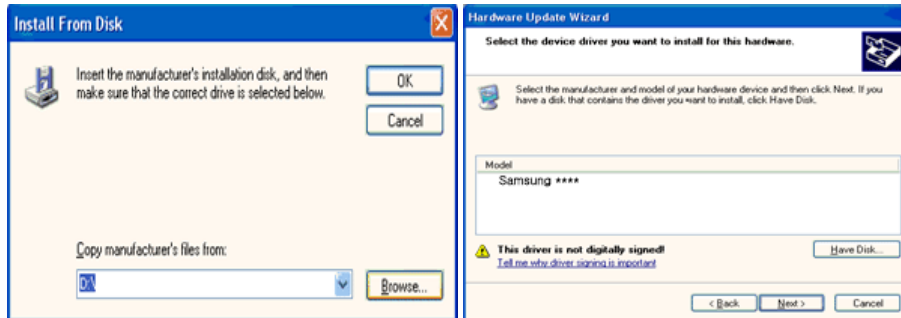 Install From Disk
Insert the manufacturer's installation disk, and then
make sure that the correct drive is selected below.
OK
Cancel
Copy manufacturer's files from:
D:\
Browse...
Hardware Update Wizard
Select the device driver you want to install for this hardware.
Select the manufacturer and model of your hardware device and then click Next. If you
have a disk that contains the driver you want to install, click Have Disk.
Model
Samsung ****
This driver is not digitally signed!
Tell me why driver signing is important
Have Disk...
< Back
Next >
Cancel